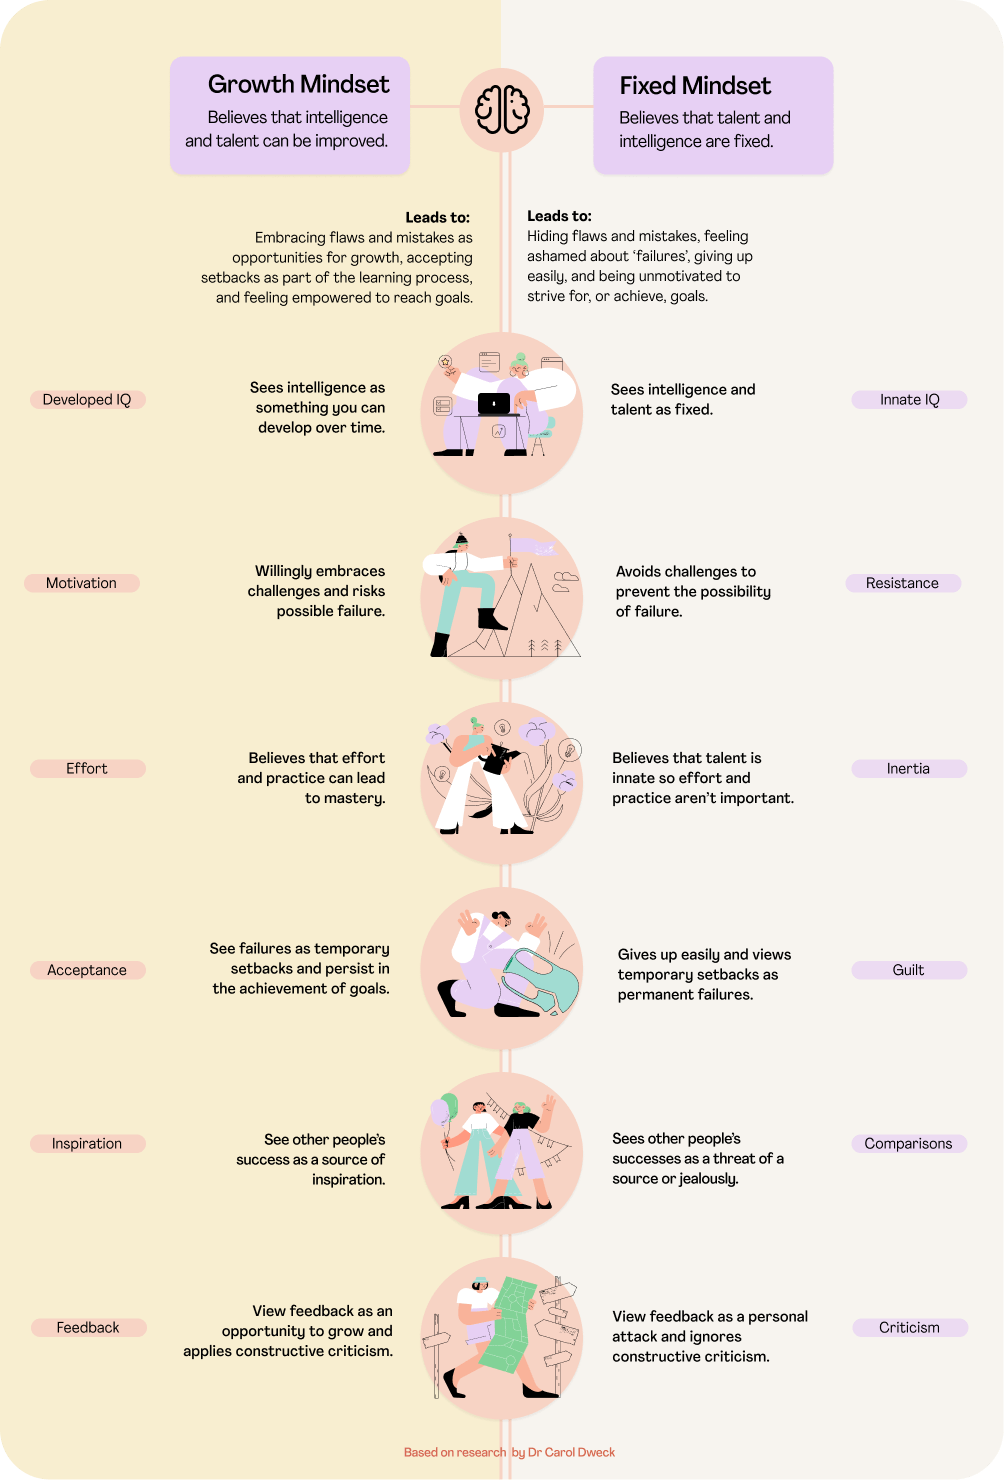 Growth Mindset
Believes that intelligence
and talent can be improved.
Fixed Mindset
Believes that talent and
intelligence are fixed.
Leads to:
Embracing flaws and mistakes as
opportunities for growth, accepting
setbacks as part of the learning process,
and feeling empowered to reach goals.
Leads to:
Hiding flaws and mistakes, feeling
ashamed about ‘failures’, giving up
easily, and being unmotivated to
strive for, or achieve, goals.
Developed IQ
Sees intelligence as
something you can
develop over time.
Sees intelligence and
talent as fixed.
Innate IQ
Motivation
Willingly embraces
challenges and risks
possible failure.
Avoids challenges to
prevent the possibility
of failure.
Resistance
Effort
Believes that effort
and practice can lead
to mastery.
Believes that talent is
innate so effort and
practice aren’t important.
Inertia
Acceptance
See failures as temporary
setbacks and persist in
the achievement of goals.
Gives up easily and views
temporary setbacks as
permanent failures.
Guilt
Inspiration
See other people’s
success as a source of
inspiration.
Sees other people’s
successes as a threat of a
source or jealously.
Comparisons
Feedback
View feedback as an
opportunity to grow and
applies constructive criticism.
View feedback as a personal
attack and ignores
constructive criticism.
Criticism
Based on research by Dr Carol Dweck